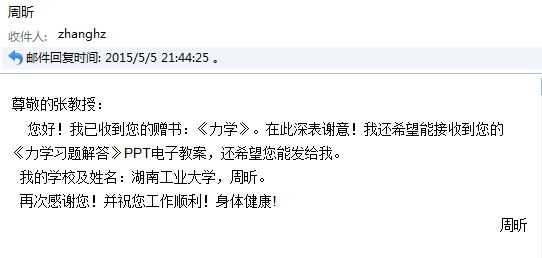 周昕
收件人： zhanghz
邮件回复时间: 2015/5/5 21:44:25 。
尊敬的张教授：
您好！我已收到您的赠书：《力学》。在此深表谢意！我还希望能接收到您的
《力学习题解答》PPT电子教案，还希望您能发给我。
我的学校及姓名：湖南工业大学，周昕。
再次感谢您！并祝您工作顺利！身体健康!
周昕